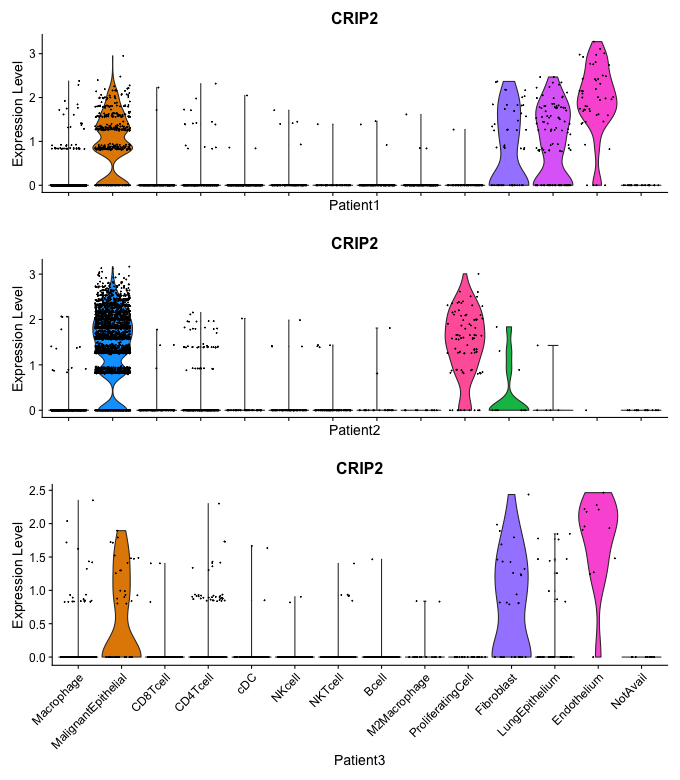 CRIP2
Expression Level
3
2
1
0
Patient1
CRIP2
Expression Level
3
2
1
0
Patient2
CRIP2
Expression Level
2.5
2.0
1.5
1.0
0.5
0.0
Macrophage
MalignantEpithelial
CD8Tcell
CD4Tcell
cDC
NKcell
NKTcell
Bcell
M2Macrophage
ProliferatingCell
Fibroblast
LungEpithelium
Endothelium
NotAvail
Patient3